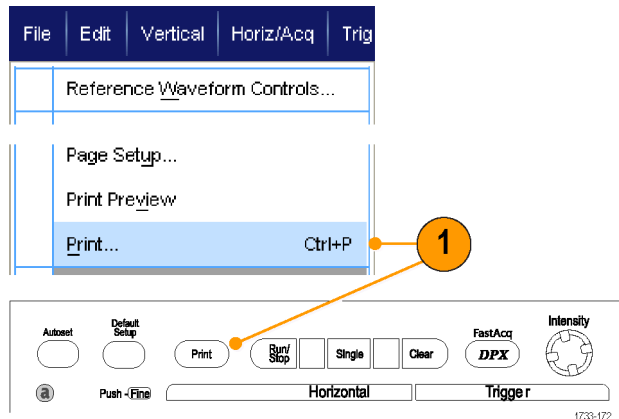 File Edit Vertical Horiz/Acq Trig
Reference Waveform Controls...
Page Setup...
Print Preview
Print... Ctrl+P
1
Autoset Default Setup Print Run/Stop Single Clear FastAcq DPX Intensity
a Push - Fine Horizontal Trigge r
1733-172